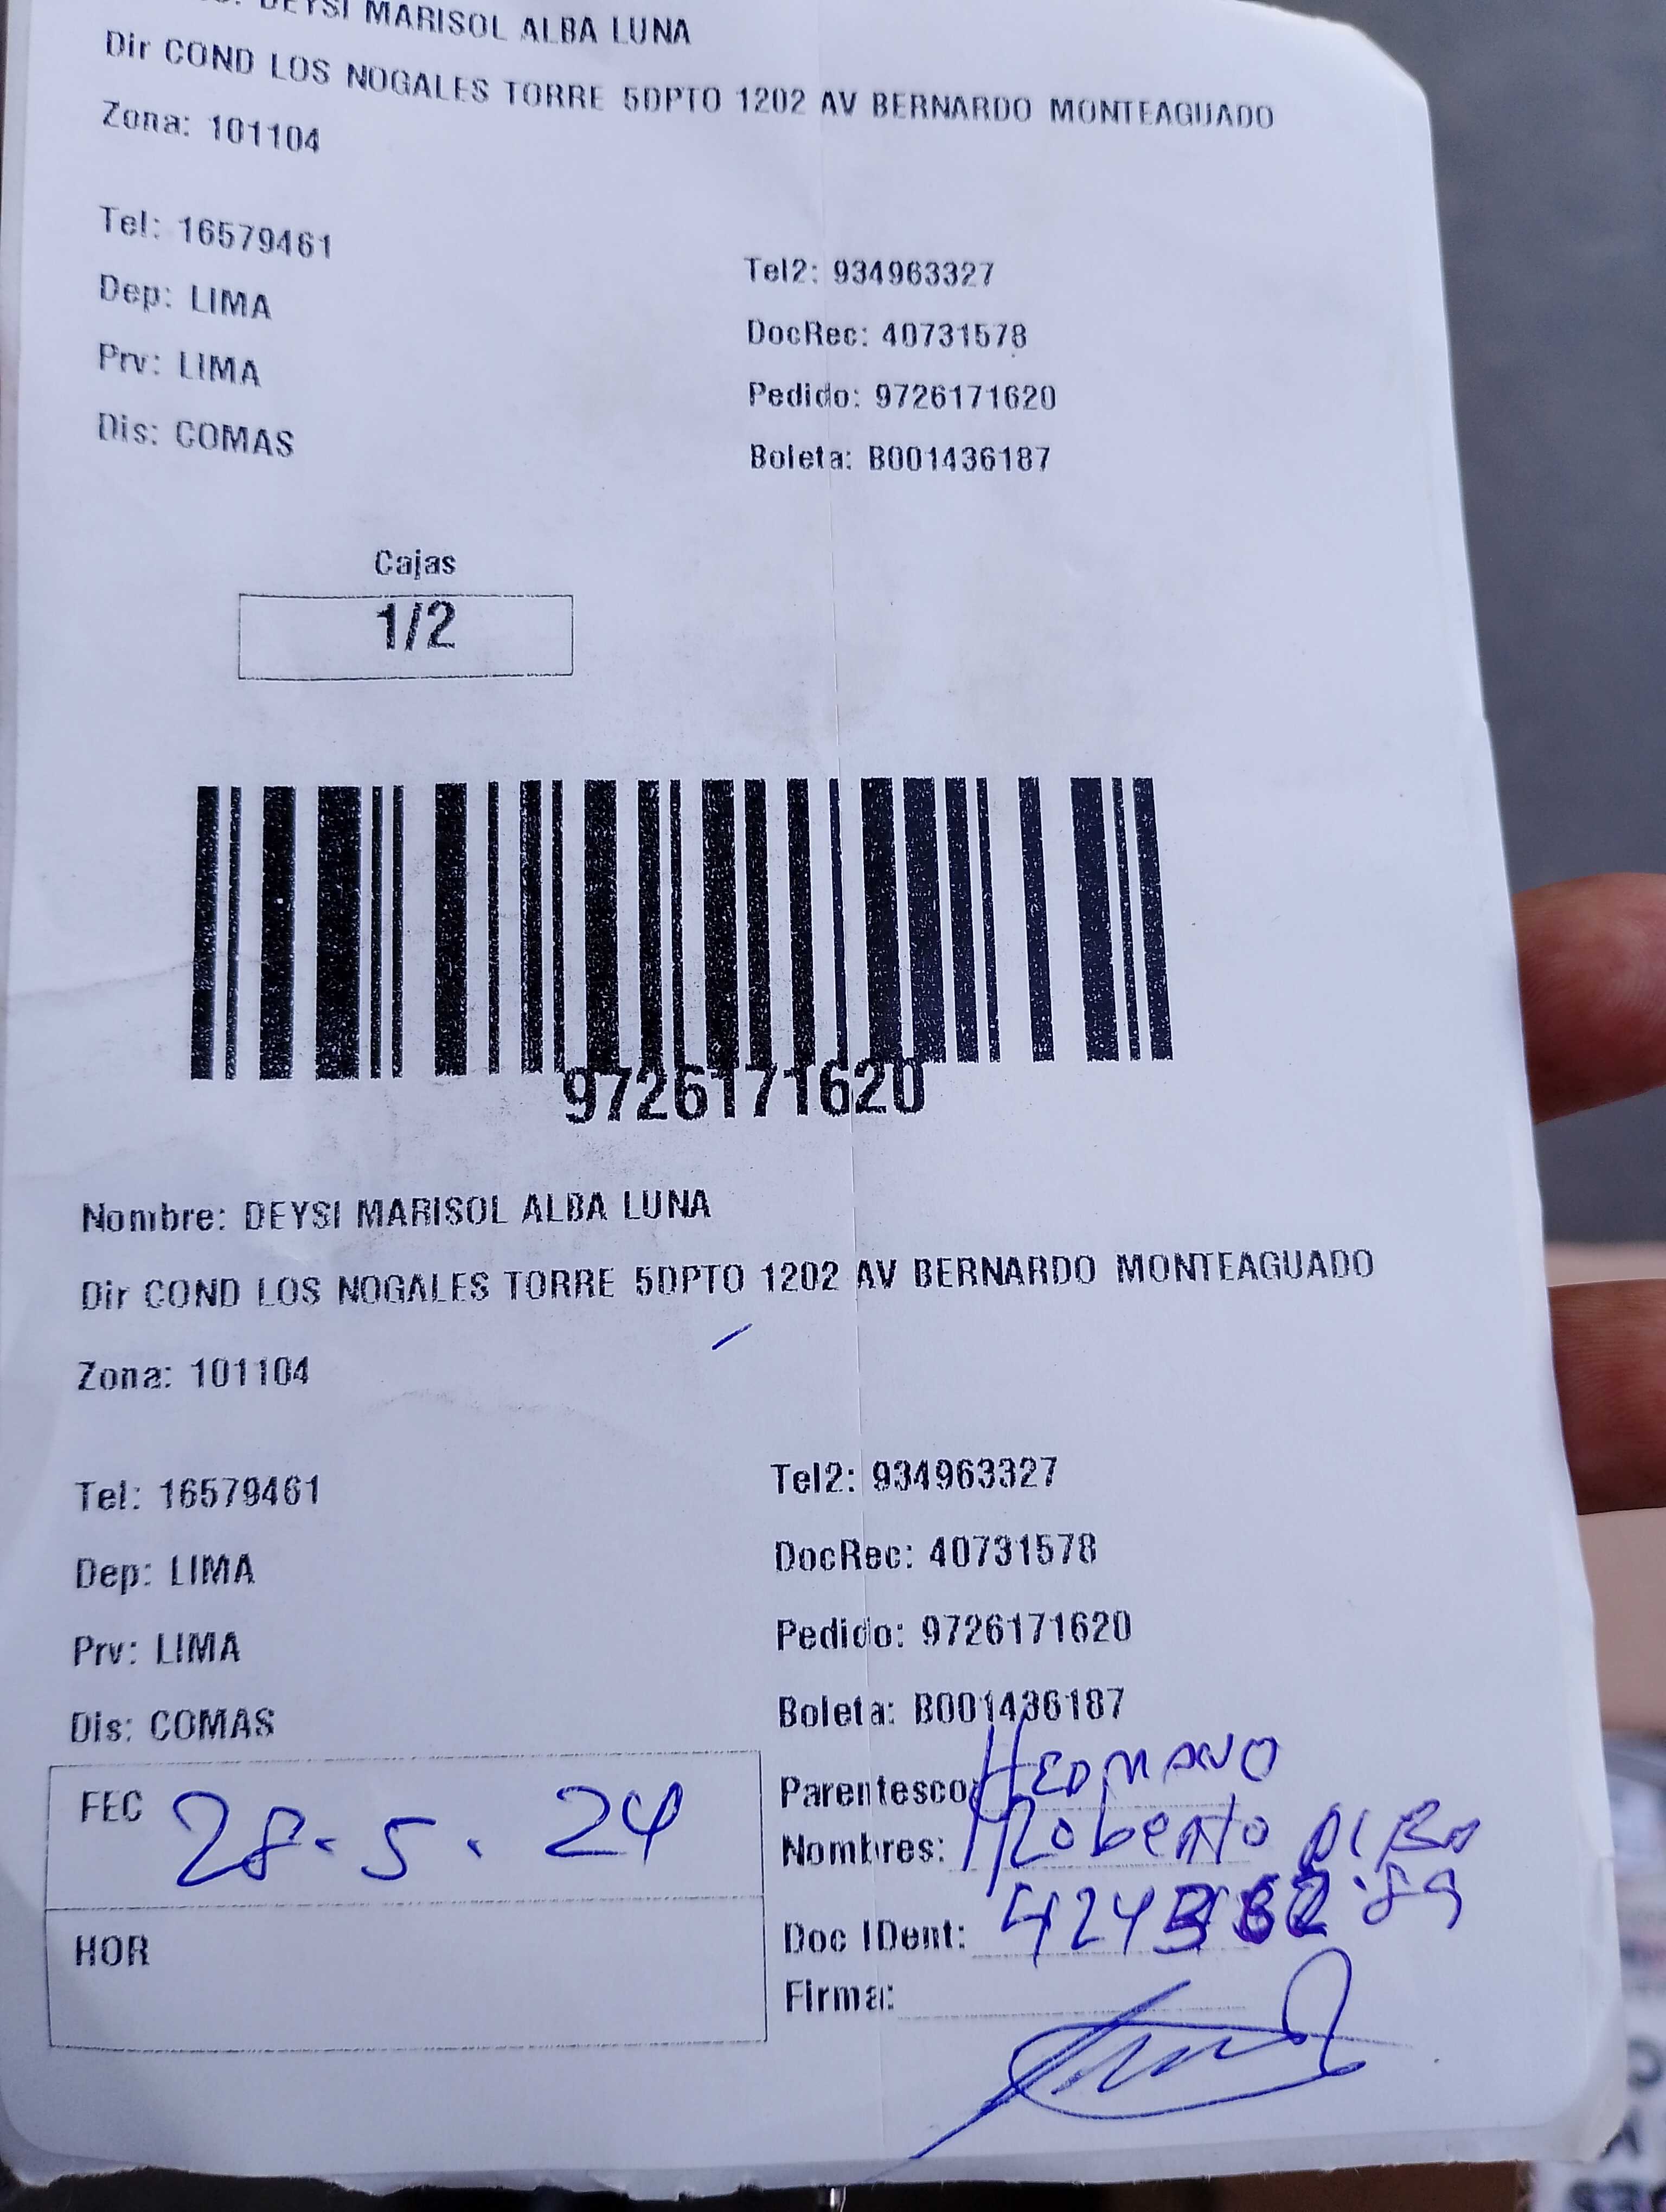 DEYSI MARISOL ALBA LUNA
Dir COND LOS NOGALES TORRE 5DPTO 1202 AV BERNARDO MONTEAGUADO
Zona: 101104
Tel: 16579461
Tel2: 934963327
Dep: LIMA
DocRec: 40731578
Prv: LIMA
Pedido: 9726171620
Dis: COMAS
Boleta: B001436187
Cajas
1/2
9726171620
Nombre: DEYSI MARISOL ALBA LUNA
Dir COND LOS NOGALES TORRE 5DPTO 1202 AV BERNARDO MONTEAGUADO
Zona: 101104
Tel: 16579461
Tel2: 934963327
Dep: LIMA
DocRec: 40731578
Prv: LIMA
Pedido: 9726171620
Dis: COMAS
Boleta: B001436187
FEC 28.5.24
Parentesco: HERMANO
Nombres: Roberto
HOR
Doc IDent:
Firma: